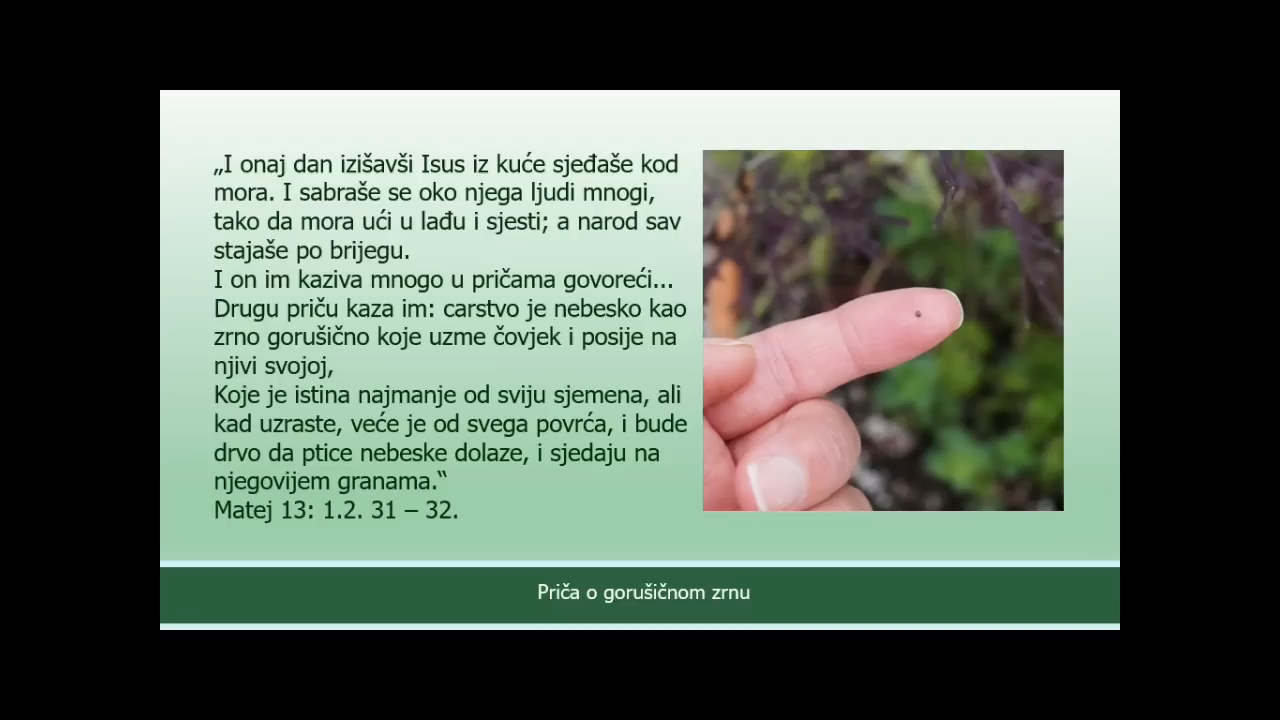 „I onaj dan izišavši Isus iz kuće sjeđaše kod
mora. I sabraše se oko njega ljudi mnogi,
tako da mora ući u lađu i sjesti; a narod sav
stajaše po brijegu.
I on im kaziva mnogo u pričama govoreći...
Drugu priču kaza im: carstvo je nebesko kao
zrno gorušično koje uzme čovjek i posije na
njivi svojoj,
Koje je istina najmanje od sviju sjemena, ali
kad uzraste, veće je od svega povrća, i bude
drvo da ptice nebeske dolaze, i sjedaju na
njegovijem granama.“
Matej 13: 1.2. 31 – 32.
Priča o gorušičnom zrnu